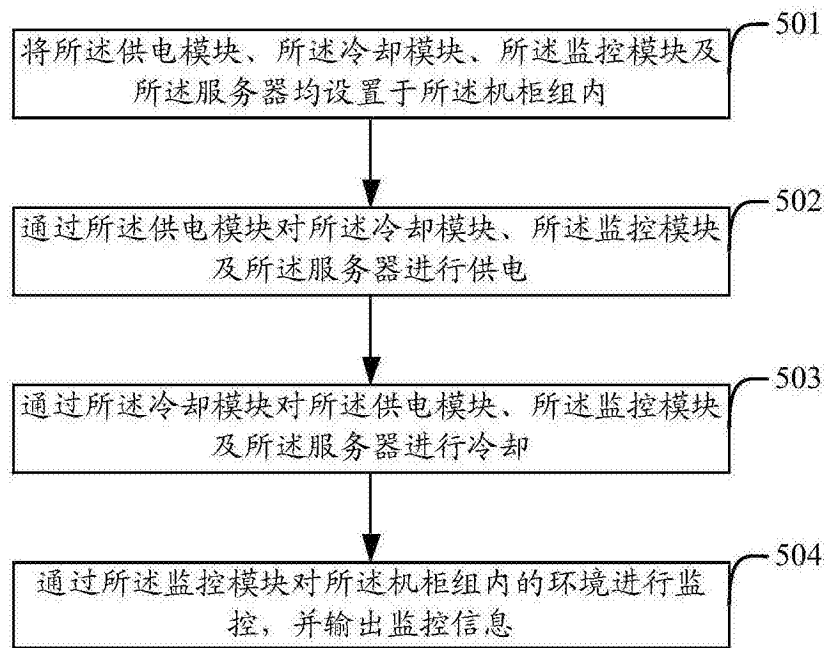 将所述供电模块、所述冷却模块、所述监控模块及
所述服务器均设置于所述机柜组内
501
通过所述供电模块对所述冷却模块、所述监控模块
及所述服务器进行供电
502
通过所述冷却模块对所述供电模块、所述监控模块
及所述服务器进行冷却
503
通过所述监控模块对所述机柜组内的环境进行监
控，并输出监控信息
504